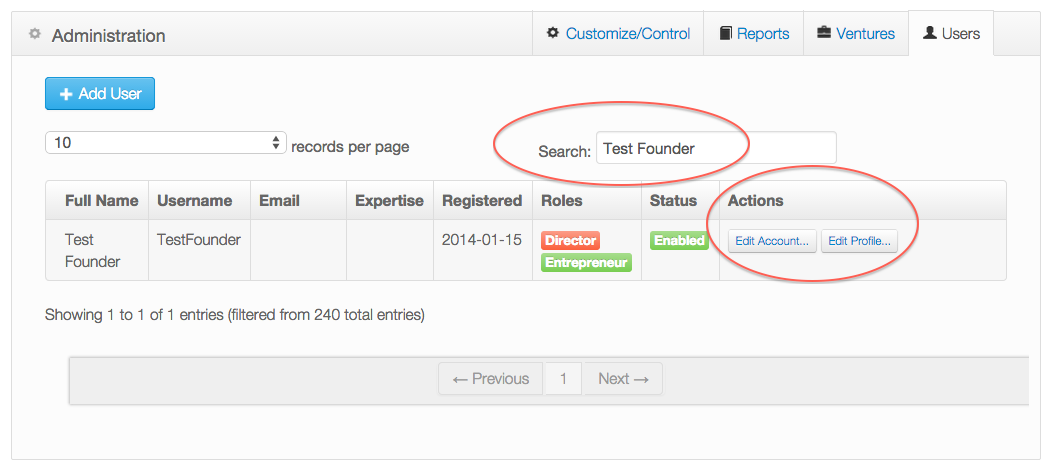 Administration
Customize/Control
Reports
Ventures
Users
+ Add User
10
records per page
Search:
Test Founder
Full Name
Username
Email
Expertise
Registered
Roles
Status
Actions
Test
Founder
TestFounder
2014-01-15
Director
Entrepreneur
Enabled
Edit Account...
Edit Profile...
Showing 1 to 1 of 1 entries (filtered from 240 total entries)
← Previous
1
Next →